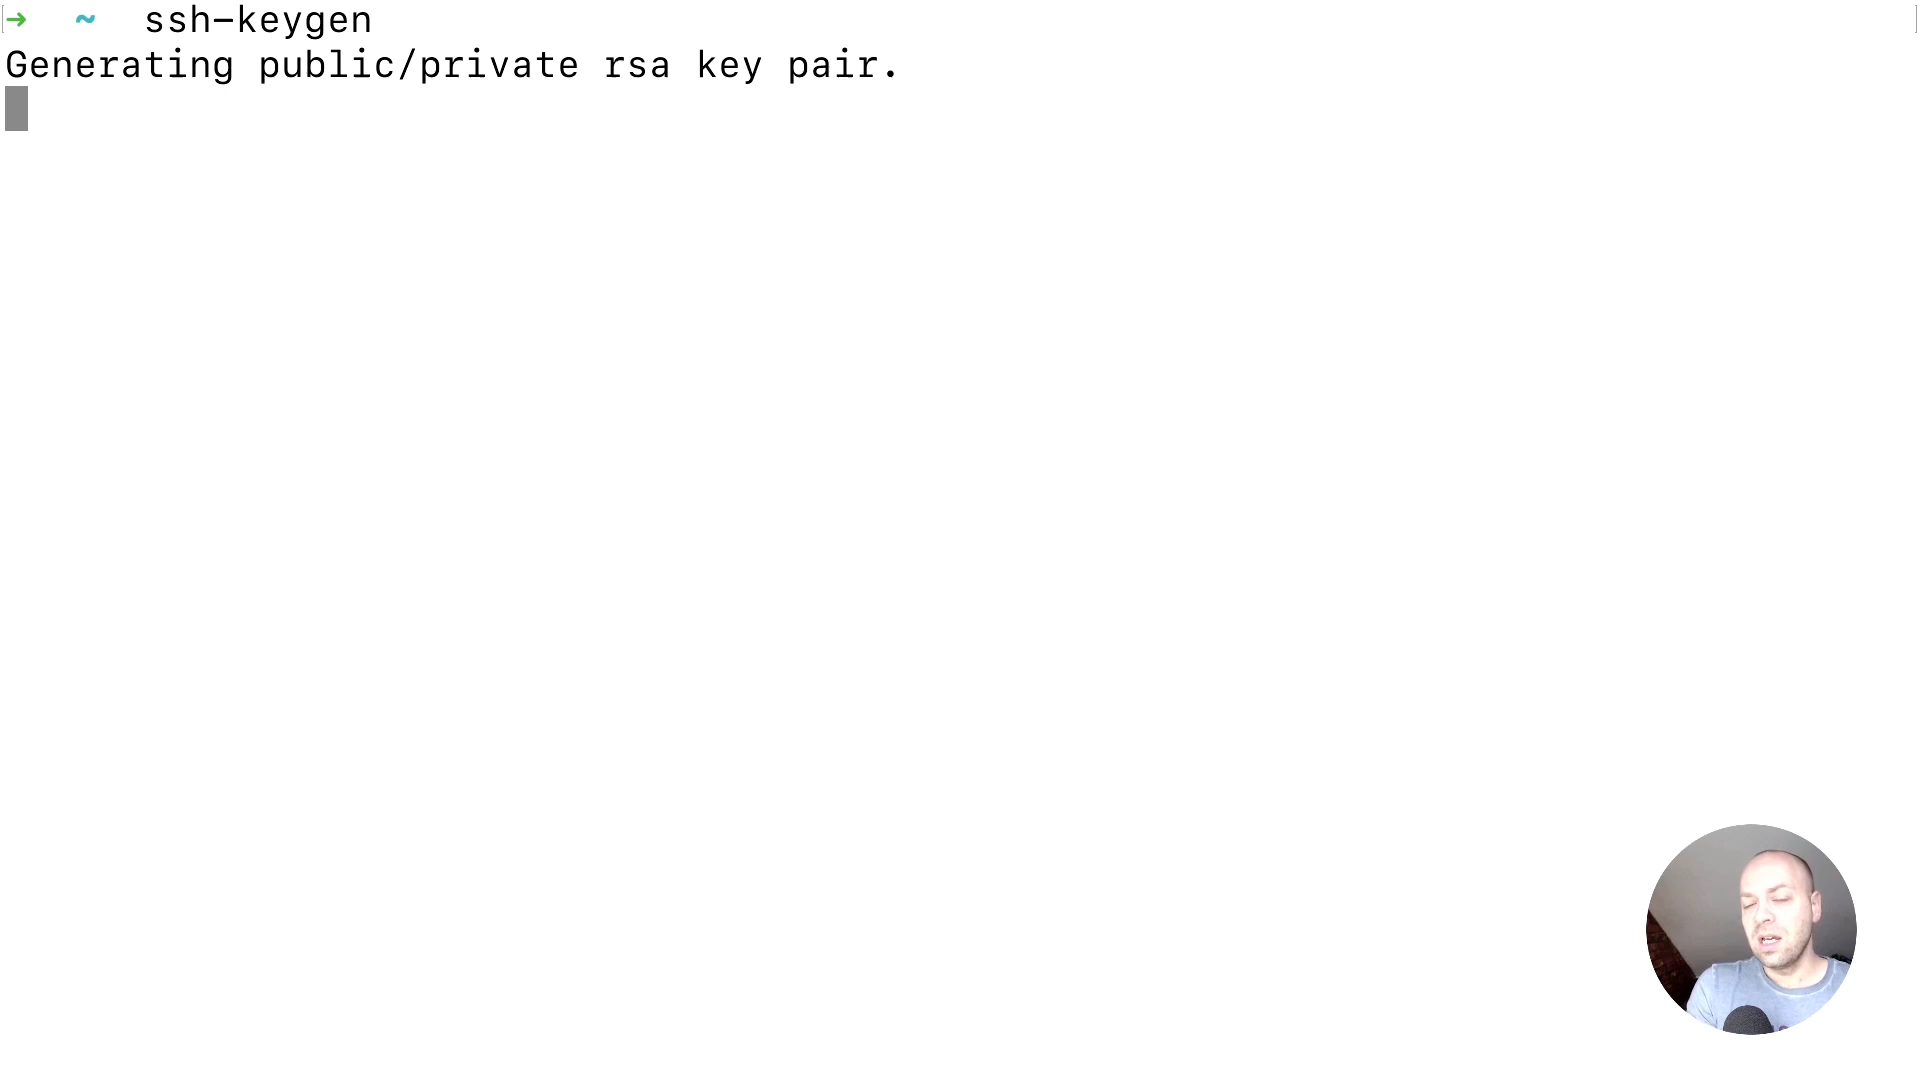 ➜ ~ ssh-keygen
Generating public/private rsa key pair.